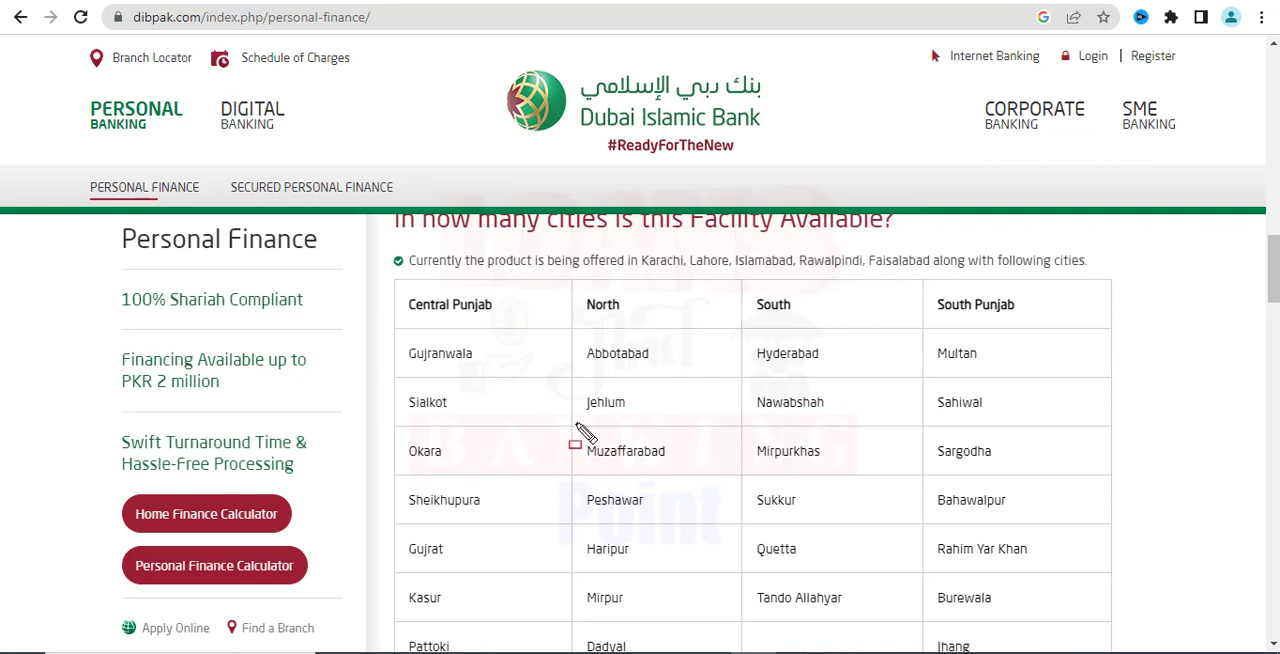 dibpak.com/index.php/personal-finance/
Branch Locator
Schedule of Charges
Internet Banking
Login | Register
PERSONAL
BANKING
DIGITAL
BANKING
بنك دبي الإسلامي
Dubai Islamic Bank
#ReadyForTheNew
CORPORATE
BANKING
SME
BANKING
PERSONAL FINANCE
SECURED PERSONAL FINANCE
Personal Finance
100% Shariah Compliant
Financing Available up to
PKR 2 million
Swift Turnaround Time &
Hassle-Free Processing
Home Finance Calculator
Personal Finance Calculator
Apply Online
Find a Branch
In how many cities is this Facility Available?
Currently the product is being offered in Karachi, Lahore, Islamabad, Rawalpindi, Faisalabad along with following cities.
Central Punjab North South South Punjab
Gujranwala Abbotabad Hyderabad Multan
Sialkot Jehlum Nawabshah Sahiwal
Okara Muzaffarabad Mirpurkhas Sargodha
Sheikhupura Peshawar Sukkur Bahawalpur
Gujrat Haripur Quetta Rahim Yar Khan
Kasur Mirpur Tando Allahyar Burewala
Pattoki Dadyal Jhang
LOANS
BANKING
Point